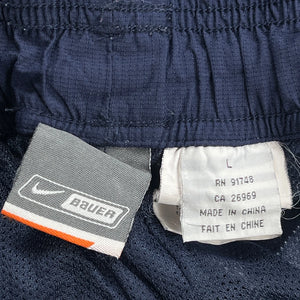 BAUER
L
RN 91748
CA 26969
MADE IN CHINA
FAIT EN CHINE